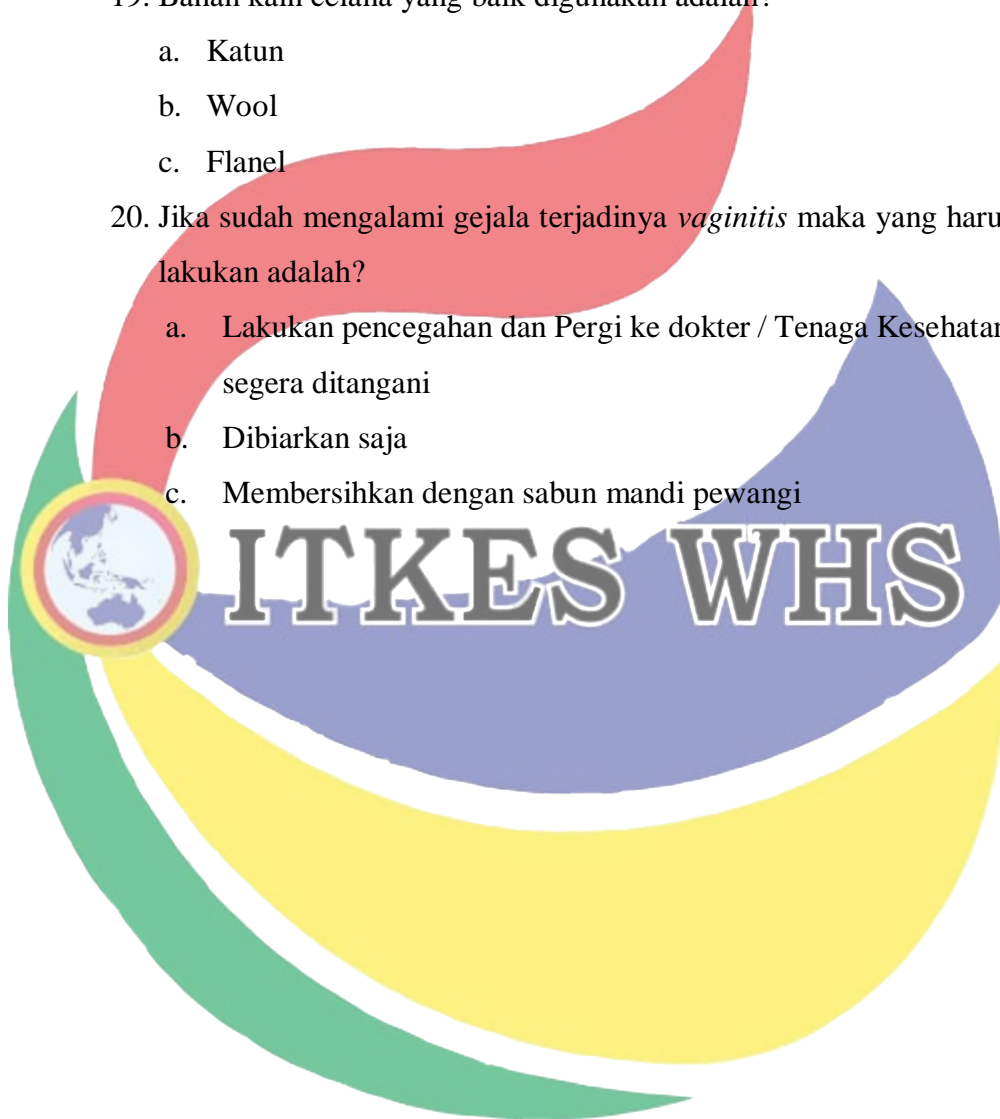 19. Bahan kain celana yang baik digunakan adalah?
a. Katun
b. Wool
c. Flanel
20. Jika sudah mengalami gejala terjadinya vaginitis maka yang haru
lakukan adalah?
a. Lakukan pencegahan dan Pergi ke dokter / Tenaga Kesehatan
segera ditangani
b. Dibiarkan saja
c. Membersihkan dengan sabun mandi pewangi
ITKES WHS